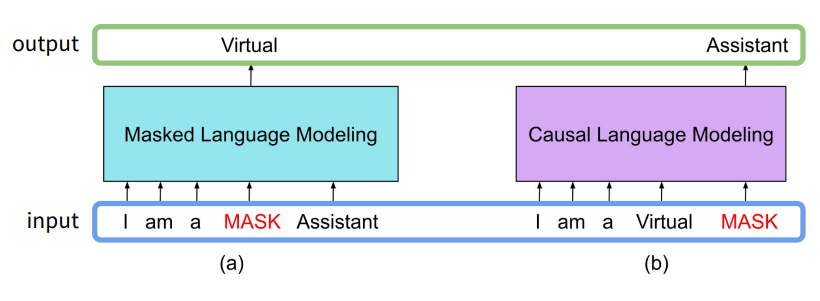 output
Virtual
Assistant
Masked Language Modeling
Causal Language Modeling
input
I am a MASK Assistant
I am a Virtual MASK
(a)
(b)